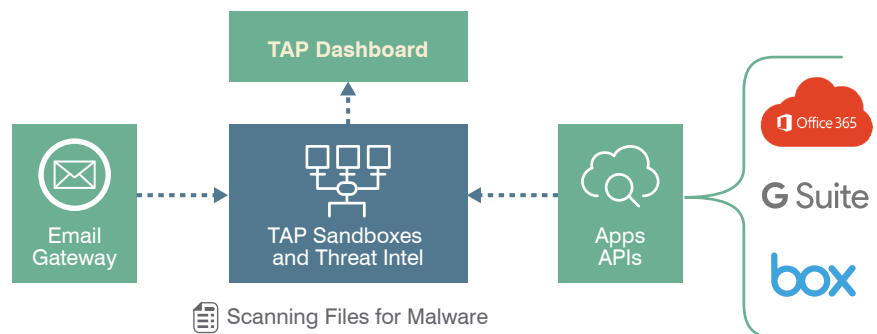 TAP Dashboard
Email
Gateway
TAP Sandboxes
and Threat Intel
Apps
APIs
Office 365
G Suite
box
Scanning Files for Malware